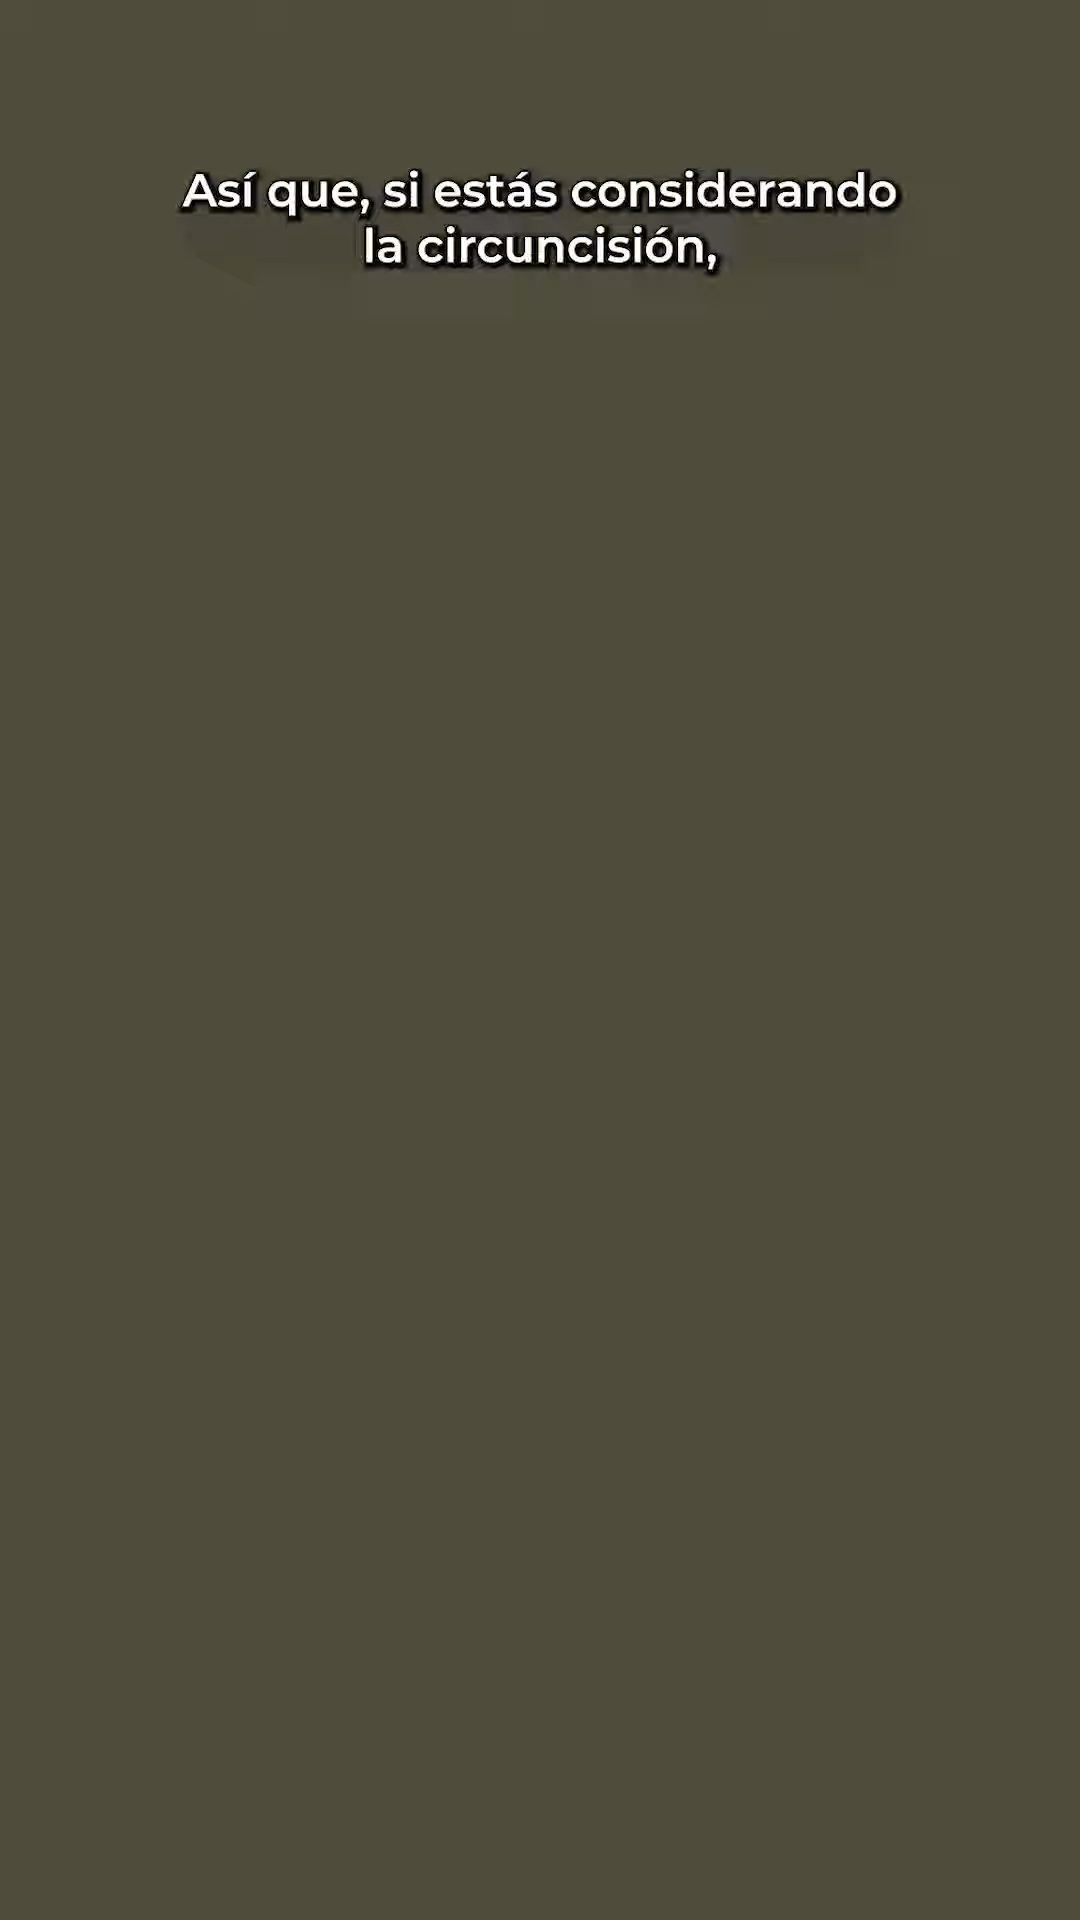 Así que, si estás considerando
la circuncisión,